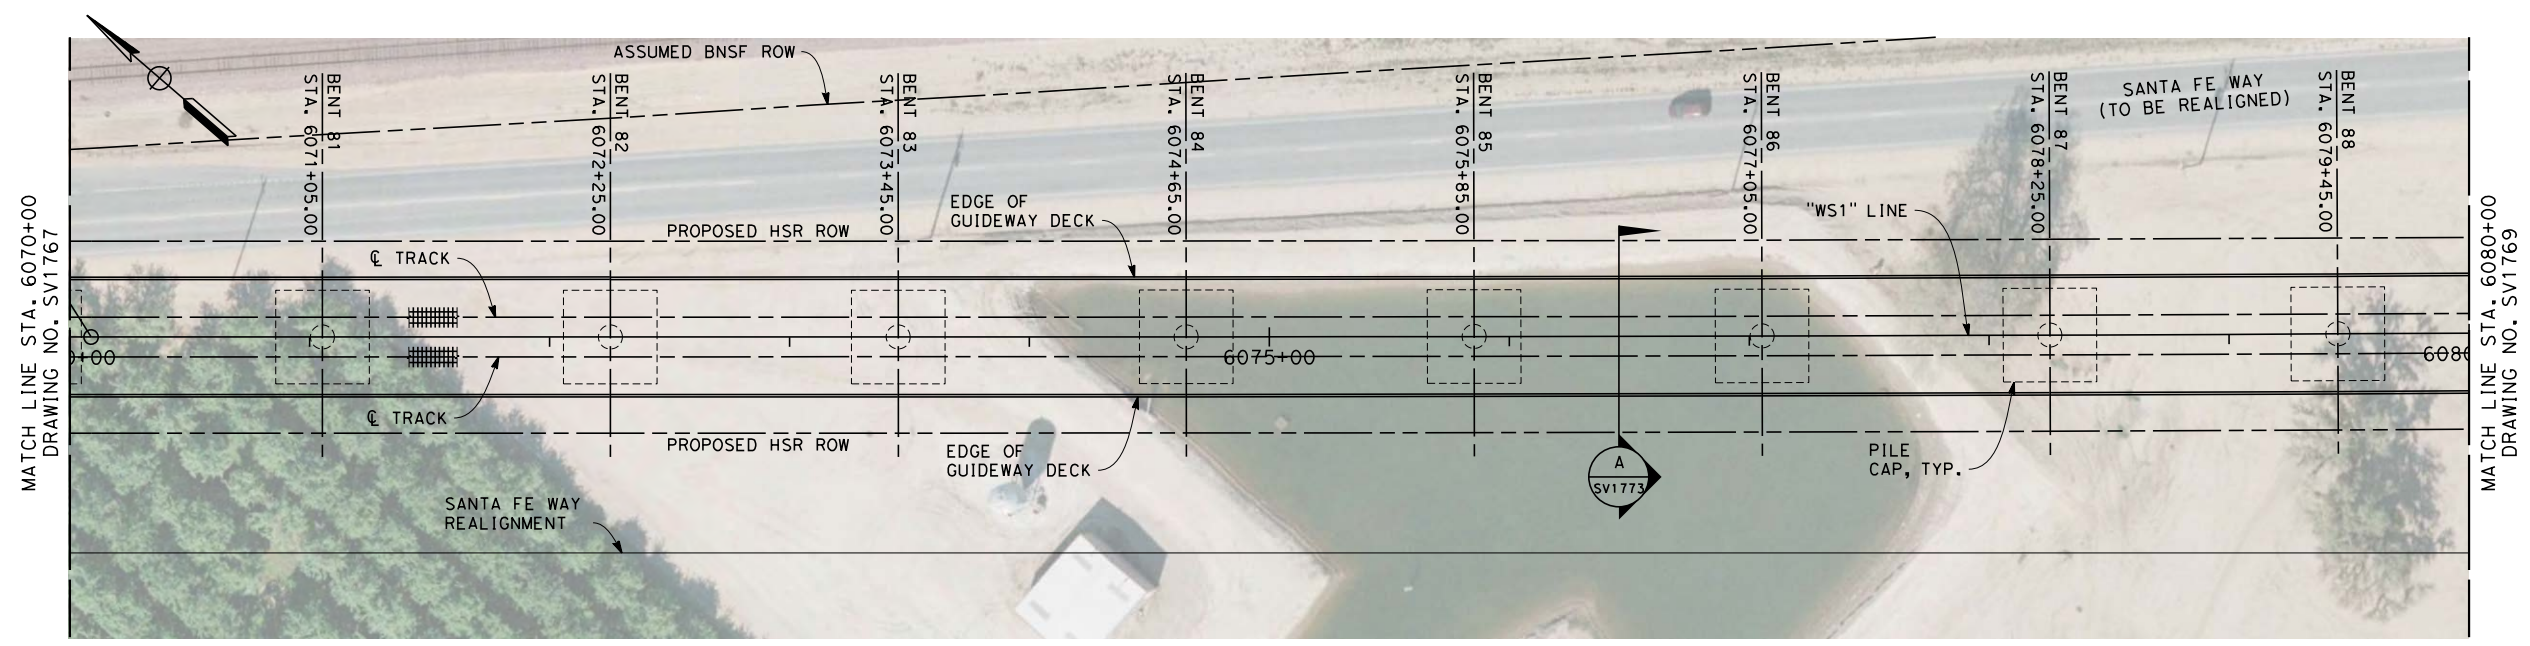 ASSUMED BNSF ROW
BENT 81
STA. 6071+05.00
BENT 82
STA. 6072+25.00
BENT 83
STA. 6073+45.00
BENT 84
STA. 6074+65.00
BENT 85
STA. 6075+85.00
BENT 86
STA. 6077+05.00
BENT 87
STA. 6078+25.00
BENT 88
STA. 6079+45.00
SANTA FE WAY
(TO BE REALIGNED)
MATCH LINE STA. 6070+00
DRAWING NO. SV1767
PROPOSED HSR ROW
EDGE OF
GUIDEWAY DECK
"WS1" LINE
℄ TRACK
0+00
6075+00
6080
℄ TRACK
PROPOSED HSR ROW
EDGE OF
GUIDEWAY DECK
A
SV1773
PILE
CAP, TYP.
SANTA FE WAY
REALIGNMENT
MATCH LINE STA. 6080+00
DRAWING NO. SV1769